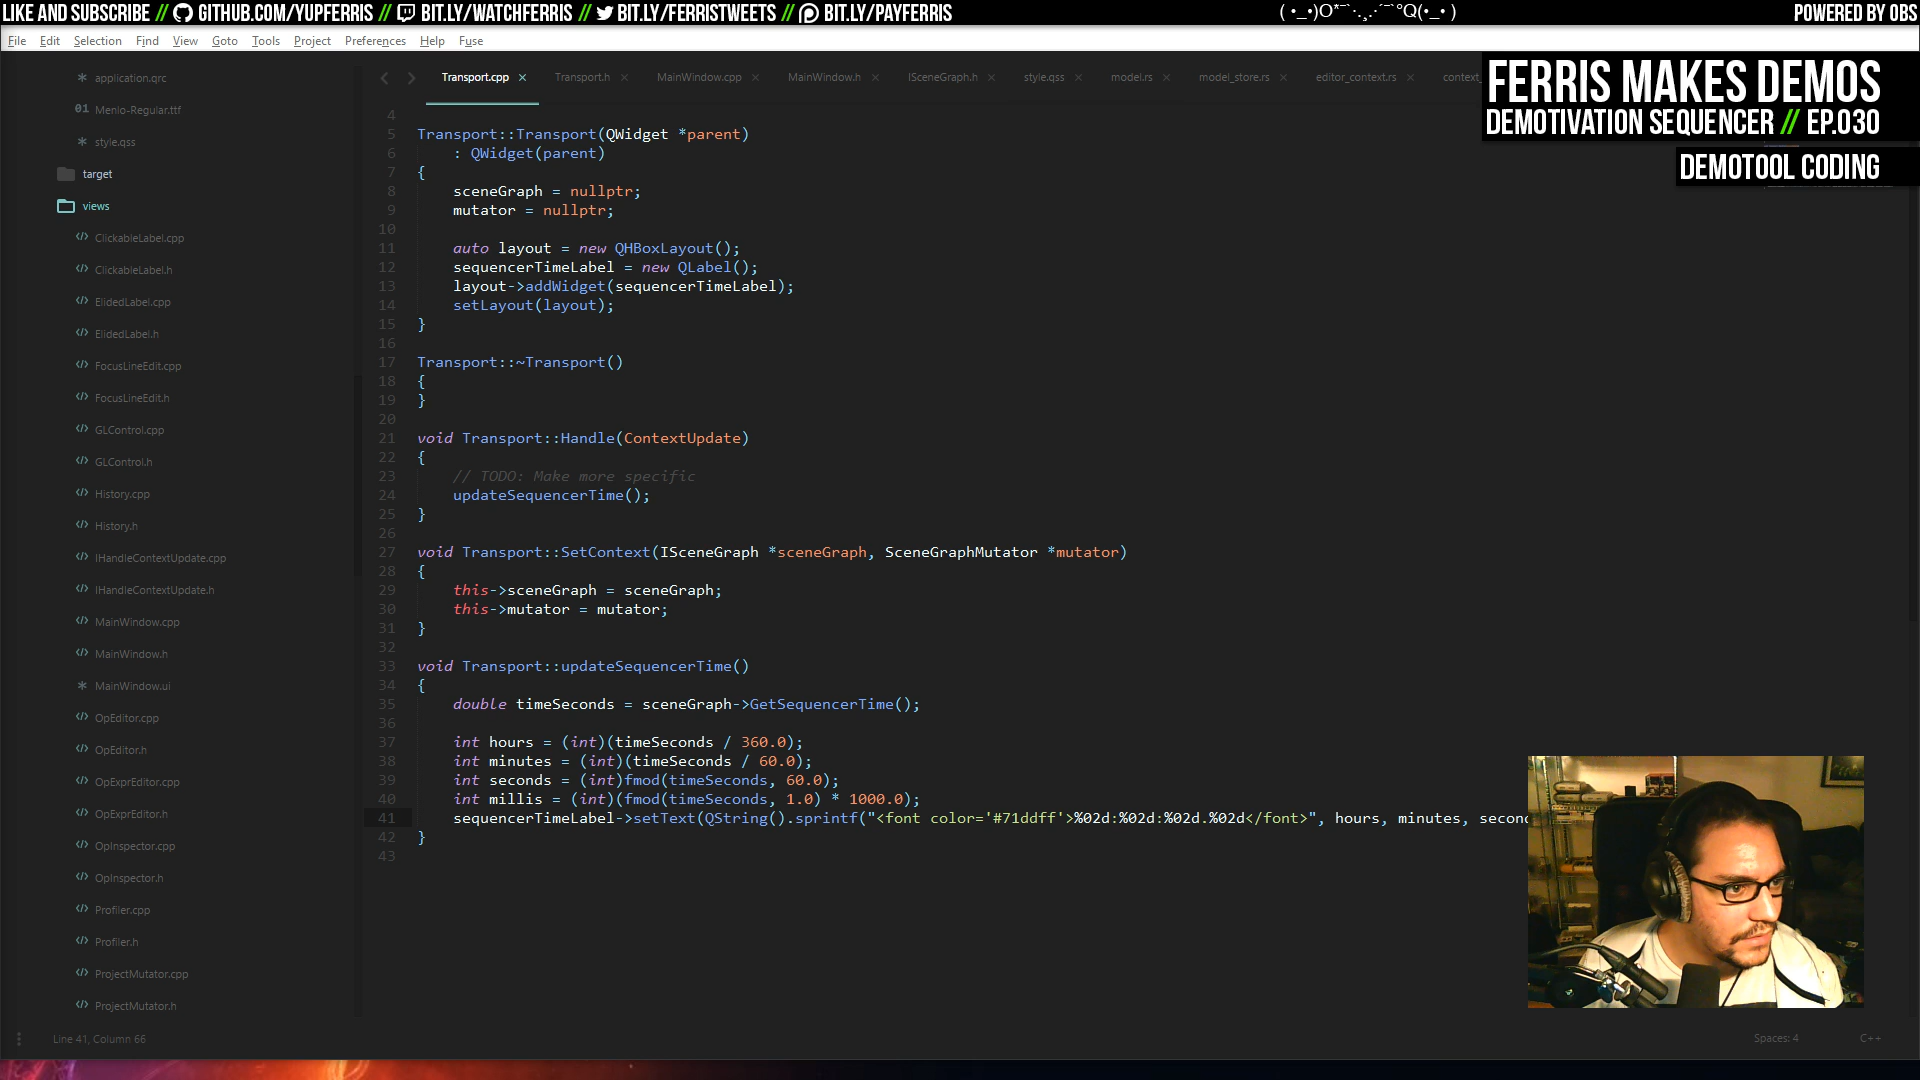 LIKE AND SUBSCRIBE // GITHUB.COM/YUPFERRIS // BIT.LY/WATCHFERRIS // BIT.LY/FERRISTWEETS // BIT.LY/PAYFERRIS
POWERED BY OBS
File Edit Selection Find View Goto Tools Project Preferences Help Fuse
FERRIS MAKES DEMOS
DEMOTIVATION SEQUENCER // EP.030
DEMOTOOL CODING
application.qrc
Menlo-Regular.ttf
style.qss
target
views
ClickableLabel.cpp
ClickableLabel.h
ElidedLabel.cpp
ElidedLabel.h
FocusLineEdit.cpp
FocusLineEdit.h
GLControl.cpp
GLControl.h
History.cpp
History.h
IHandleContextUpdate.cpp
IHandleContextUpdate.h
MainWindow.cpp
MainWindow.h
MainWindow.ui
OpEditor.cpp
OpEditor.h
OpExprEditor.cpp
OpExprEditor.h
OpInspector.cpp
OpInspector.h
Profiler.cpp
Profiler.h
ProjectMutator.cpp
ProjectMutator.h
Transport.cpp Transport.h MainWindow.cpp MainWindow.h ISceneGraph.h style.qss model.rs model_store.rs editor_context.rs context_
4
5 Transport::Transport(QWidget *parent)
6 : QWidget(parent)
7 {
8 sceneGraph = nullptr;
9 mutator = nullptr;
10
11 auto layout = new QHBoxLayout();
12 sequencerTimeLabel = new QLabel();
13 layout->addWidget(sequencerTimeLabel);
14 setLayout(layout);
15 }
16
17 Transport::~Transport()
18 {
19 }
20
21 void Transport::Handle(ContextUpdate)
22 {
23 // TODO: Make more specific
24 updateSequencerTime();
25 }
26
27 void Transport::SetContext(ISceneGraph *sceneGraph, SceneGraphMutator *mutator)
28 {
29 this->sceneGraph = sceneGraph;
30 this->mutator = mutator;
31 }
32
33 void Transport::updateSequencerTime()
34 {
35 double timeSeconds = sceneGraph->GetSequencerTime();
36
37 int hours = (int)(timeSeconds / 360.0);
38 int minutes = (int)(timeSeconds / 60.0);
39 int seconds = (int)fmod(timeSeconds, 60.0);
40 int millis = (int)(fmod(timeSeconds, 1.0) * 1000.0);
41 sequencerTimeLabel->setText(QString().sprintf("<font color='#71ddff'>%02d:%02d:%02d.%02d</font>", hours, minutes, secon
42 }
43
Line 41, Column 66
Spaces: 4
C++